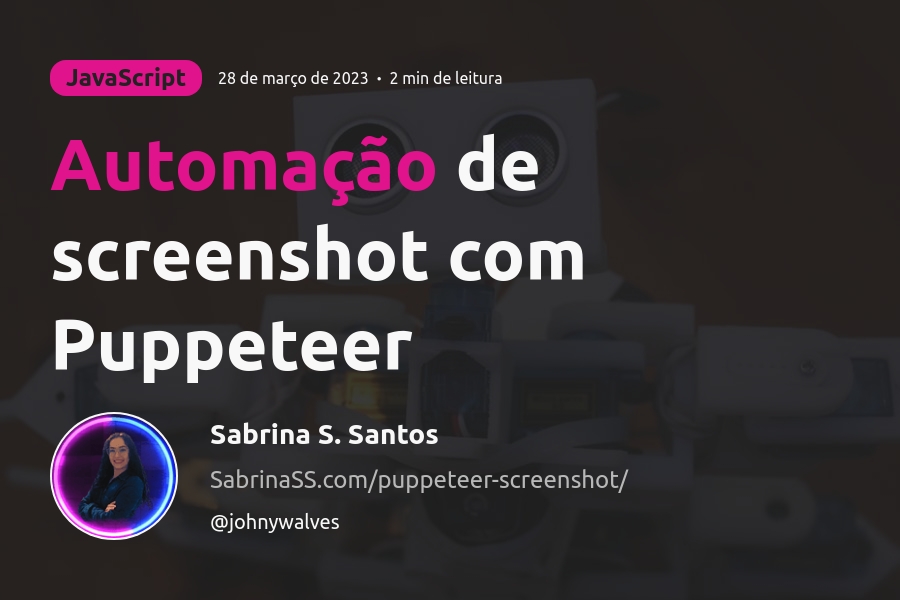 JavaScript 28 de março de 2023 • 2 min de leitura
Automação de
screenshot com
Puppeteer
Sabrina S. Santos
SabrinaSS.com/puppeteer-screenshot/
@johnywalves